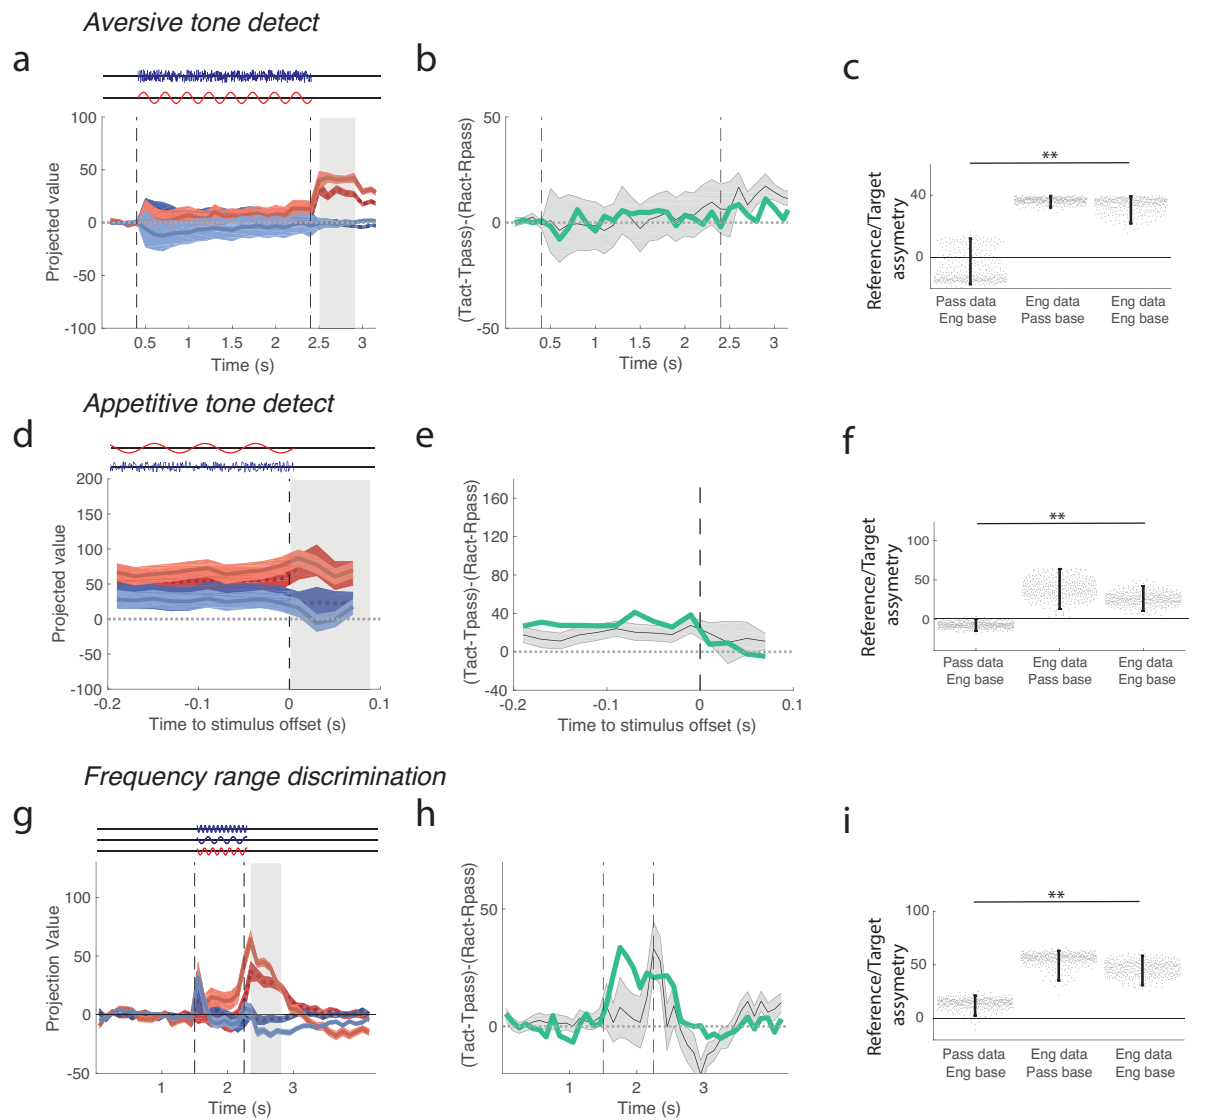 Aversive tone detect
a
b
c
100
50
0
-50
-100
Projected value
0.5 1 1.5 2 2.5 3
Time (s)
50
0
-50
(Tact-Tpass)-(Ract-Rpass)
0.5 1 1.5 2 2.5 3
Time (s)
**
40
0
Reference/Target
assymetry
Pass data Eng data Eng data
Eng base Pass base Eng base
Appetitive tone detect
d
e
f
200
150
100
50
0
-50
-100
Projected value
-0.2 -0.1 0 0.1
Time to stimulus offset (s)
160
120
80
40
0
-40
(Tact-Tpass)-(Ract-Rpass)
-0.2 -0.1 0 0.1
Time to stimulus offset (s)
**
100
50
0
Reference/Target
assymetry
Pass data Eng data Eng data
Eng base Pass base Eng base
Frequency range discrimination
g
h
i
100
50
0
-50
Projection Value
1 2 3
Time (s)
50
0
(Tact-Tpass)-(Ract-Rpass)
1 2 3
Time (s)
**
100
50
0
Reference/Target
assymetry
Pass data Eng data Eng data
Eng base Pass base Eng base